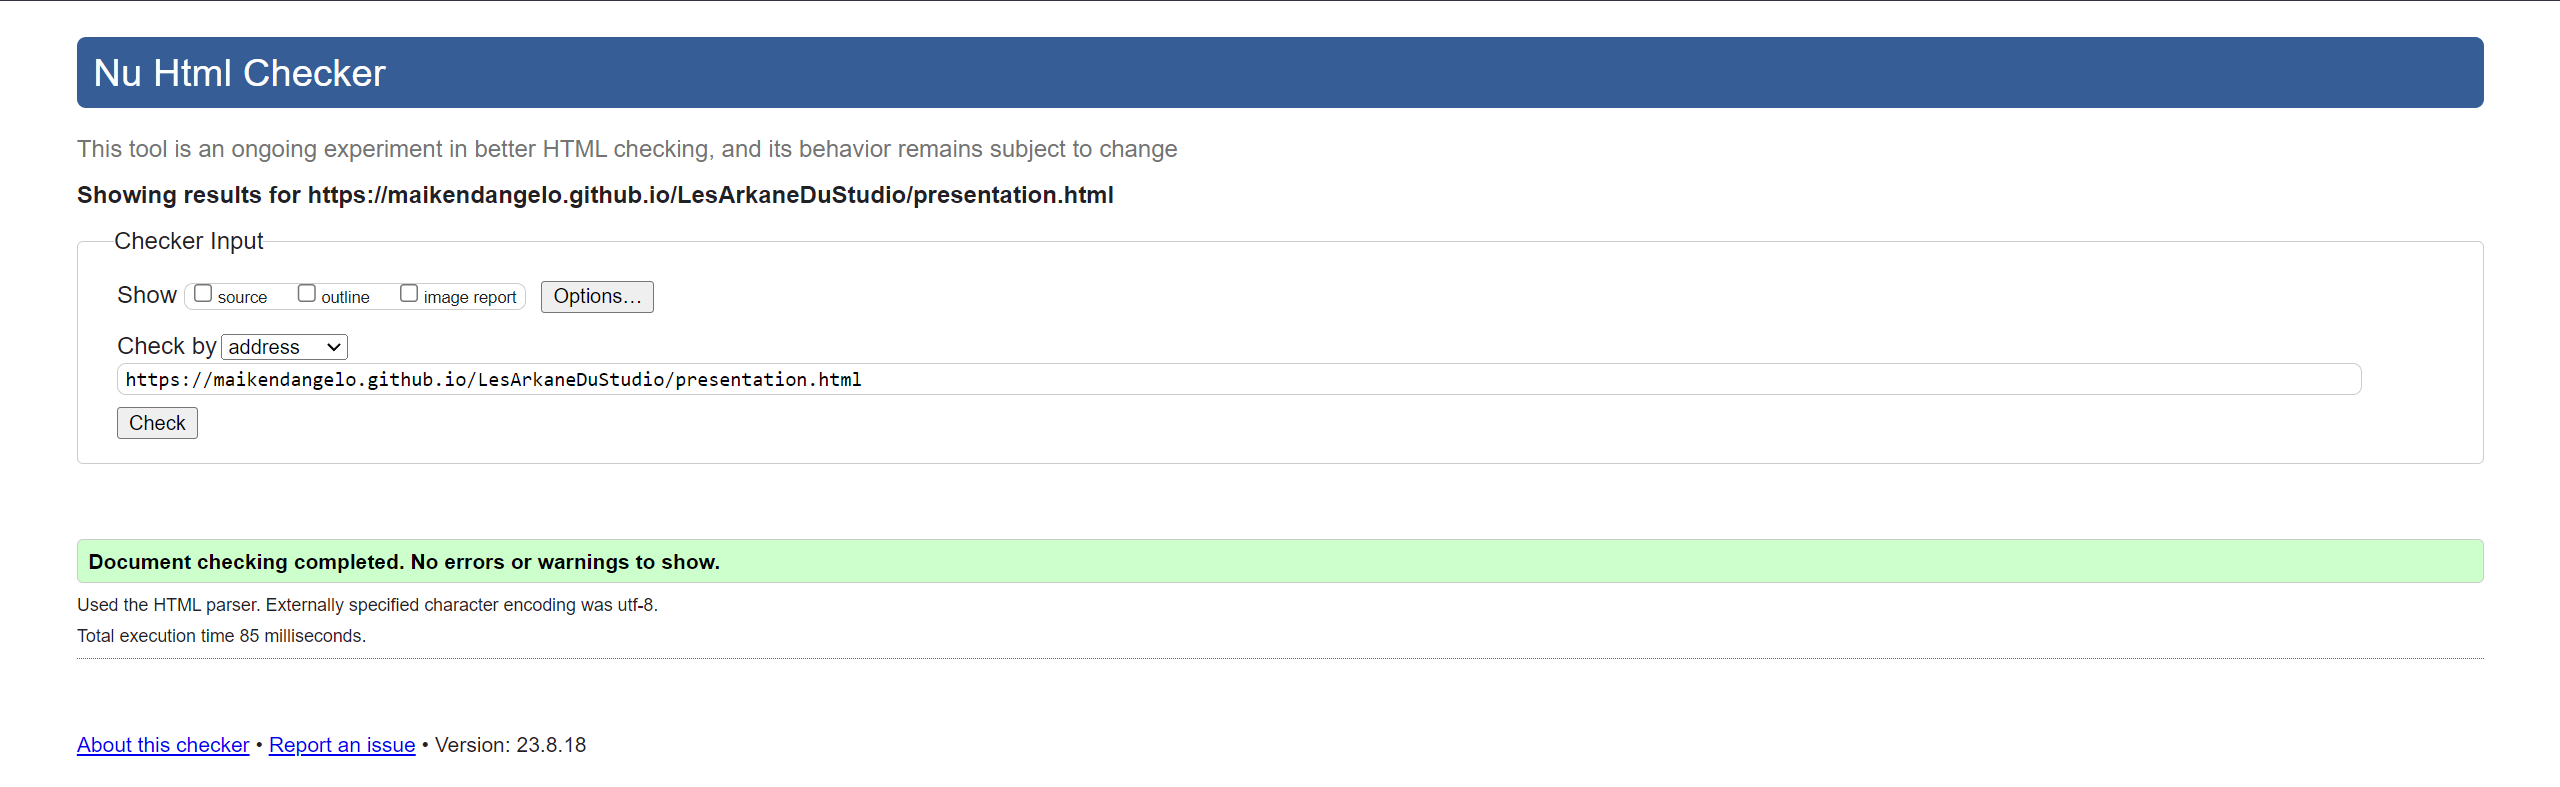 Nu Html Checker
This tool is an ongoing experiment in better HTML checking, and its behavior remains subject to change
Showing results for https://maikendangelo.github.io/LesArkaneDuStudio/presentation.html
Checker Input
Show source outline image report Options...
Check by address
https://maikendangelo.github.io/LesArkaneDuStudio/presentation.html
Check
Document checking completed. No errors or warnings to show.
Used the HTML parser. Externally specified character encoding was utf-8.
Total execution time 85 milliseconds.
About this checker • Report an issue • Version: 23.8.18